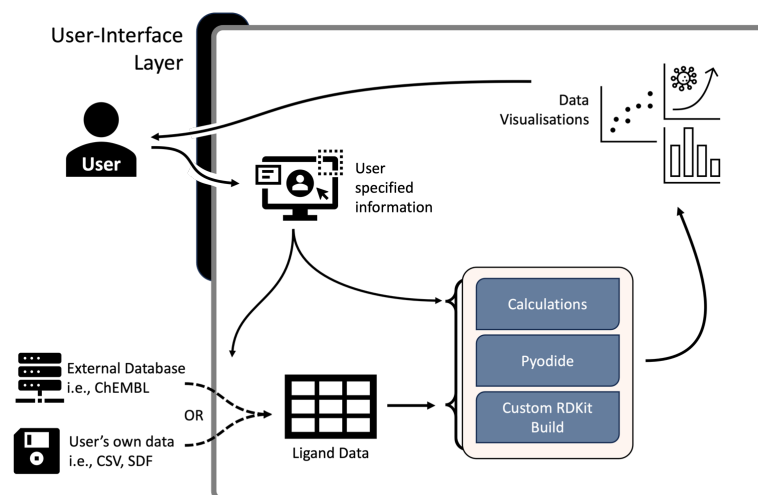 User-Interface
Layer
User
User
specified
information
Data
Visualisations
Calculations
Pyodide
Custom RDKit
Build
External Database
i.e., ChEMBL
OR
User's own data
i.e., CSV, SDF
Ligand Data